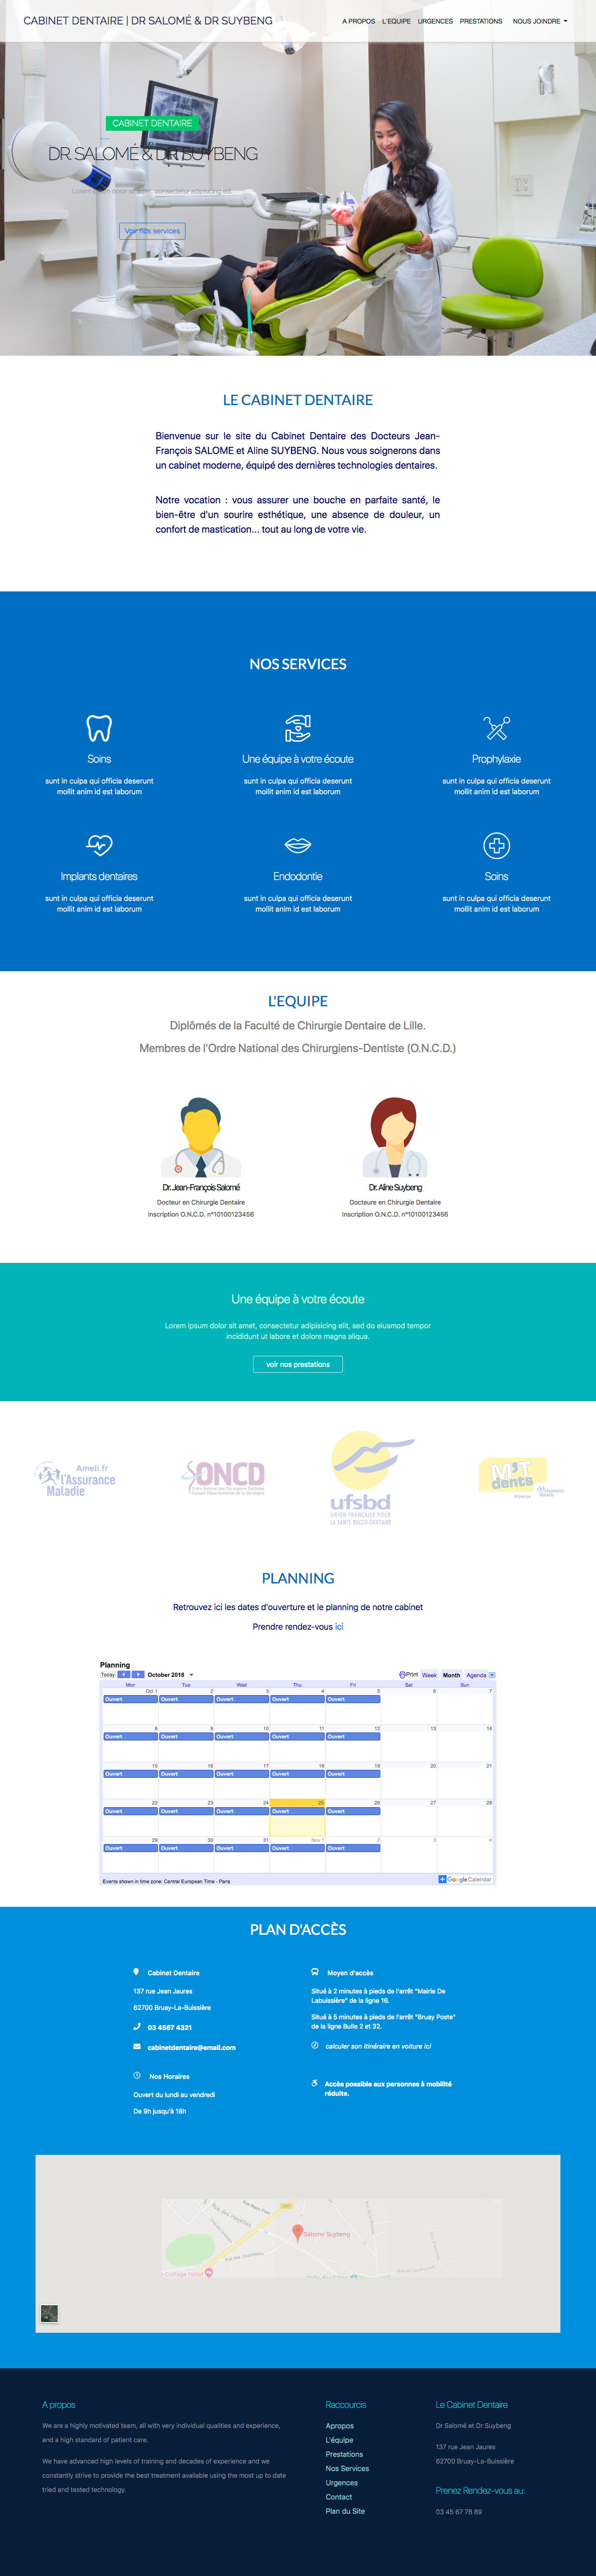 CABINET DENTAIRE | DR SALOMÉ & DR SUYBENG
A PROPOS L'EQUIPE URGENCES PRESTATIONS NOUS JOINDRE
CABINET DENTAIRE
DR. SALOMÉ & DR. SUYBENG
Lorem ipsum dolor sit amet, consectetur adipisicing elit.
Voir nos services
LE CABINET DENTAIRE
Bienvenue sur le site du Cabinet Dentaire des Docteurs Jean-
François SALOME et Aline SUYBENG. Nous vous soignerons dans
un cabinet moderne, équipé des dernières technologies dentaires.
Notre vocation : vous assurer une bouche en parfaite santé, le
bien-être d'un sourire esthétique, une absence de douleur, un
confort de mastication... tout au long de votre vie.
NOS SERVICES
Soins
Une équipe à votre écoute
Prophylaxie
sunt in culpa qui officia deserunt
mollit anim id est laborum
sunt in culpa qui officia deserunt
mollit anim id est laborum
sunt in culpa qui officia deserunt
mollit anim id est laborum
Implants dentaires
Endodontie
Soins
sunt in culpa qui officia deserunt
mollit anim id est laborum
sunt in culpa qui officia deserunt
mollit anim id est laborum
sunt in culpa qui officia deserunt
mollit anim id est laborum
L'EQUIPE
Diplômés de la Faculté de Chirurgie Dentaire de Lille.
Membres de l'Ordre National des Chirurgiens-Dentiste (O.N.C.D.)
Dr. Jean-François Salomé
Docteur en Chirurgie Dentaire
Inscription O.N.C.D. n°10100123456
Dr. Aline Suybeng
Docteure en Chirurgie Dentaire
Inscription O.N.C.D. n°10100123456
Une équipe à votre écoute
Lorem ipsum dolor sit amet, consectetur adipisicing elit, sed do eiusmod tempor
incididunt ut labore et dolore magna aliqua.
voir nos prestations
Ameli.fr
l'Assurance
Maladie
ONCD
Ordre National des Chirurgiens-Dentistes
Conseil Départemental de la Dordogne
ufsbd
UNION FRANÇAISE POUR
LA SANTÉ BUCCO-DENTAIRE
M'T
dents
l'Assurance
Maladie
PLANNING
Retrouvez ici les dates d'ouverture et le planning de notre cabinet
Prendre rendez-vous ici
Planning
Today October 2018 Print Week Month Agenda
Mon Tue Wed Thu Fri Sat Sun
Oct 1 2 3 4 5 6 7
Ouvert Ouvert Ouvert Ouvert Ouvert
8 9 10 11 12 13 14
Ouvert Ouvert Ouvert Ouvert Ouvert
15 16 17 18 19 20 21
Ouvert Ouvert Ouvert Ouvert Ouvert
22 23 24 25 26 27 28
Ouvert Ouvert Ouvert Ouvert Ouvert
29 30 31 Nov 1 2 3 4
Ouvert Ouvert Ouvert Ouvert Ouvert
Events shown in time zone: Central European Time - Paris
Google Calendar
PLAN D'ACCÈS
Cabinet Dentaire
137 rue Jean Jaures
62700 Bruay-La-Buissière
03 4567 4321
cabinetdentaire@email.com
Nos Horaires
Ouvert du lundi au vendredi
De 9h jusqu'à 18h
Moyen d'accès
Situé à 2 minutes à pieds de l'arrêt "Mairie De
Labuissière" de la ligne 16.
Situé à 5 minutes à pieds de l'arrêt "Bruay Poste"
de la ligne Bulle 2 et 32.
calculer son itinéraire en voiture ici
Accès possible aux personnes à mobilité
réduite.
Rue des Hayettes
Salome Suybeng
Cottage Hotel
A propos
We are a highly motivated team, all with very individual qualities and experience,
and a high standard of patient care.
We have advanced high levels of training and decades of experience and we
constantly strive to provide the best treatment available using the most up to date
tried and tested technology.
Raccourcis
Apropos
L'équipe
Prestations
Nos Services
Urgences
Contact
Plan du Site
Le Cabinet Dentaire
Dr Salomé et Dr Suybeng
137 rue Jean Jaures
62700 Bruay-La-Buissière
Prenez Rendez-vous au:
03 45 67 78 89